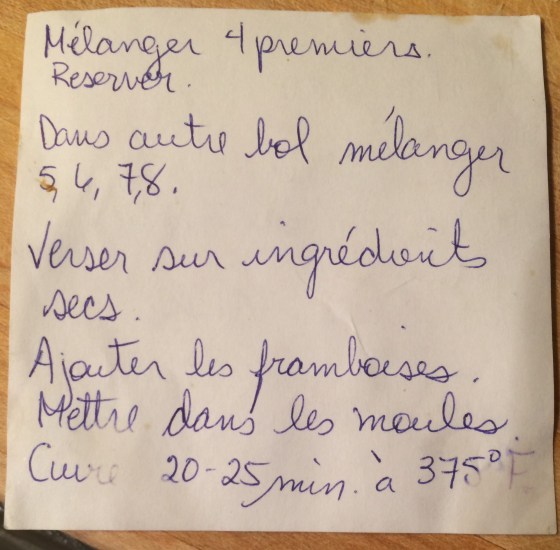 Mélanger 4 premiers.
Reserver.
Dans autre bol mélanger
5, 6, 7, 8.
Verser sur ingrédients
secs.
Ajouter les framboises.
Mettre dans les moules.
Cuire 20-25 min. à 375° F